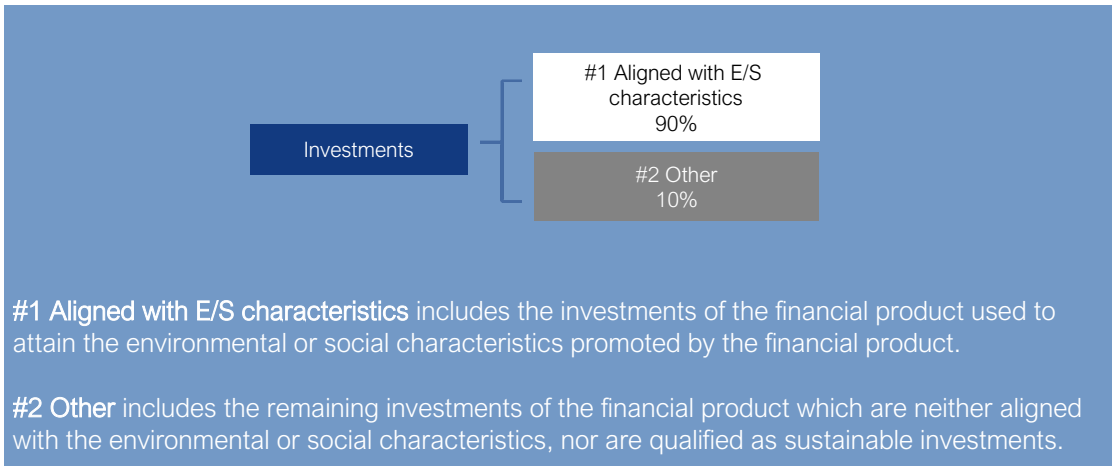 #1 Aligned with E/S
characteristics
90%
Investments
#2 Other
10%
#1 Aligned with E/S characteristics includes the investments of the financial product used to
attain the environmental or social characteristics promoted by the financial product.
#2 Other includes the remaining investments of the financial product which are neither aligned
with the environmental or social characteristics, nor are qualified as sustainable investments.